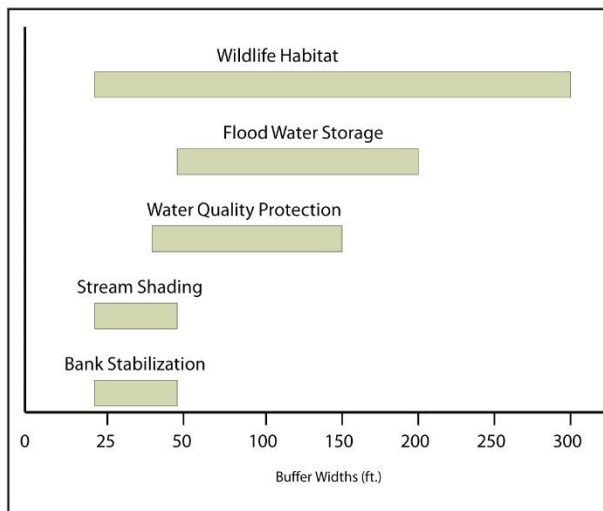 Wildlife Habitat
Flood Water Storage
Water Quality Protection
Stream Shading
Bank Stabilization
0 25 50 100 150 200 250 300
Buffer Widths (ft.)